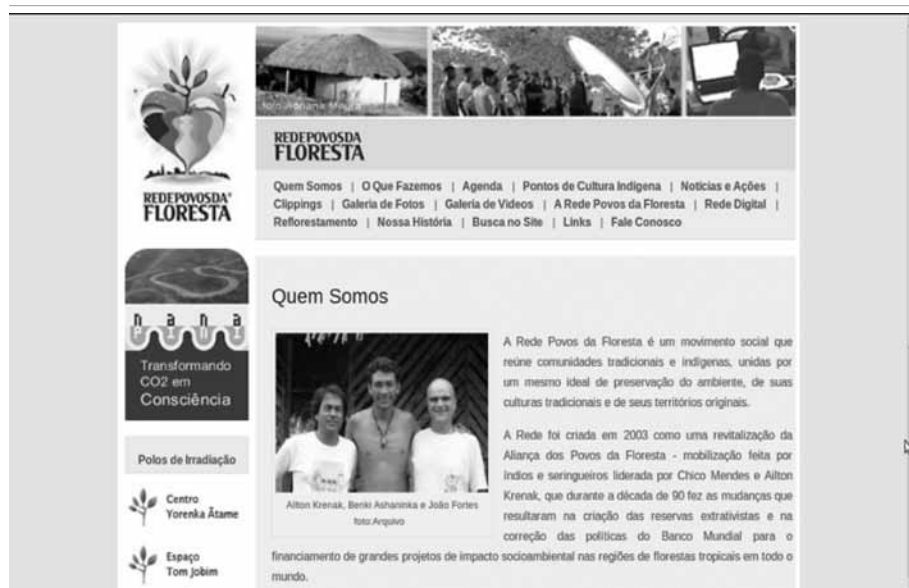 foto Adriana Moura
REDEPOVOSDA
FLORESTA
REDEPOVOSDA®
FLORESTA
Quem Somos | O Que Fazemos | Agenda | Pontos de Cultura Indígena | Notícias e Ações |
Clippings | Galeria de Fotos | Galeria de Videos | A Rede Povos da Floresta | Rede Digital |
Reflorestamento | Nossa História | Busca no Site | Links | Fale Conosco
Transformando
CO2 em
Consciência
Polos de Irradiação
Centro
Yorenka Ãtame
Espaço
Tom Jobim
Quem Somos
Ailton Krenak, Benki Ashaninka e João Fortes
foto:Arquivo
A Rede Povos da Floresta é um movimento social que
reúne comunidades tradicionais e indígenas, unidas por
um mesmo ideal de preservação do ambiente, de suas
culturas tradicionais e de seus territórios originais.
A Rede foi criada em 2003 como uma revitalização da
Aliança dos Povos da Floresta - mobilização feita por
índios e seringueiros liderada por Chico Mendes e Ailton
Krenak, que durante a década de 90 fez as mudanças que
resultaram na criação das reservas extrativistas e na
correção das políticas do Banco Mundial para o
financiamento de grandes projetos de impacto socioambiental nas regiões de florestas tropicais em todo o
mundo.